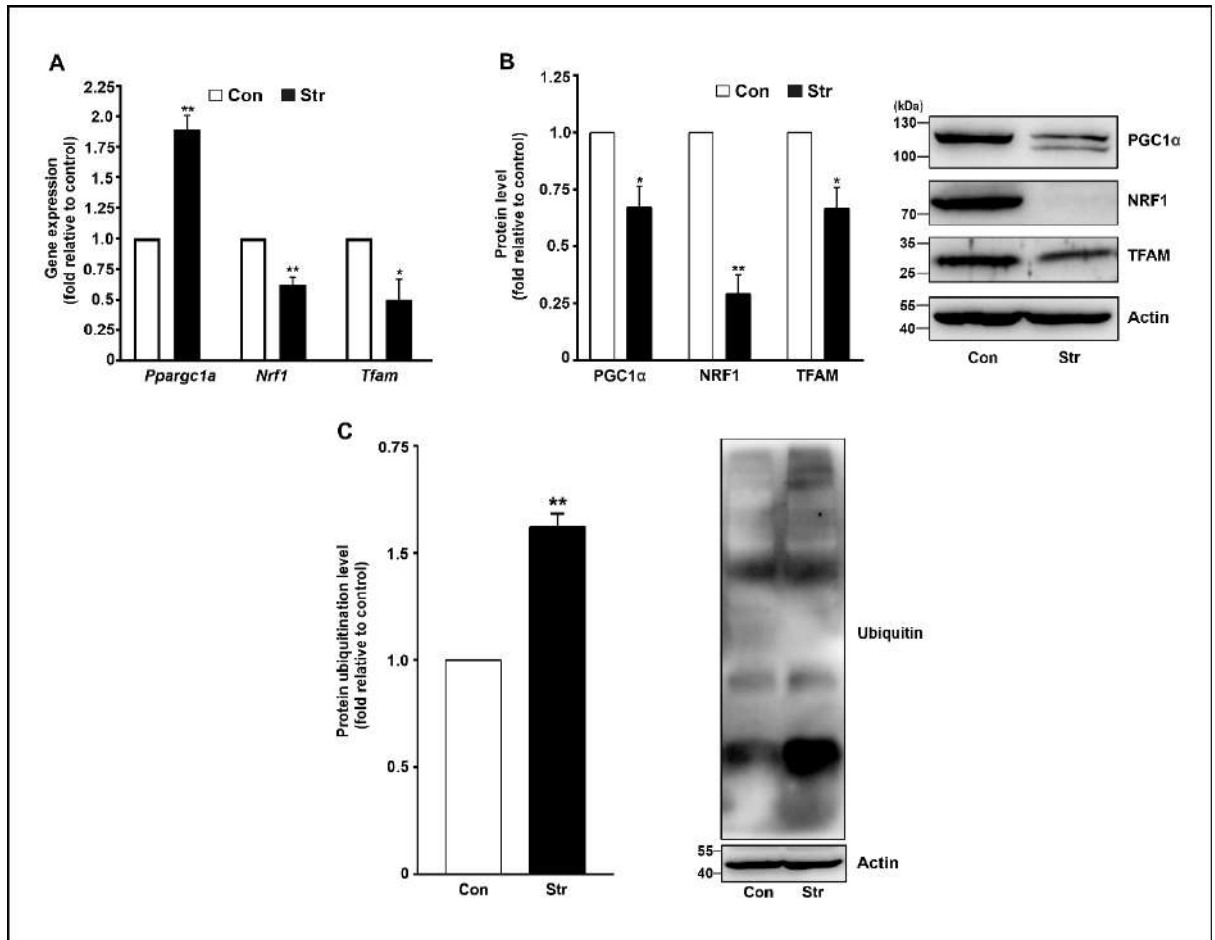 A
Con Str
Gene expression
(fold relative to control)
2.25
2.0
1.75
1.5
1.25
1.0
0.75
0.5
0.25
0
**
**
*
Ppargc1a Nrf1 Tfam
B
Con Str
Protein level
(fold relative to control)
1.25
1.0
0.75
0.25
0.25
0
*
**
*
PGC1α NRF1 TFAM
(kDa)
130
100
PGC1α
70
NRF1
35
25
TFAM
55
40
Actin
Con Str
C
Protein ubiquitination level
(fold relative to control)
0.75
1.5
1.0
0.5
0
**
Con Str
Ubiquitin
55
40
Actin
Con Str